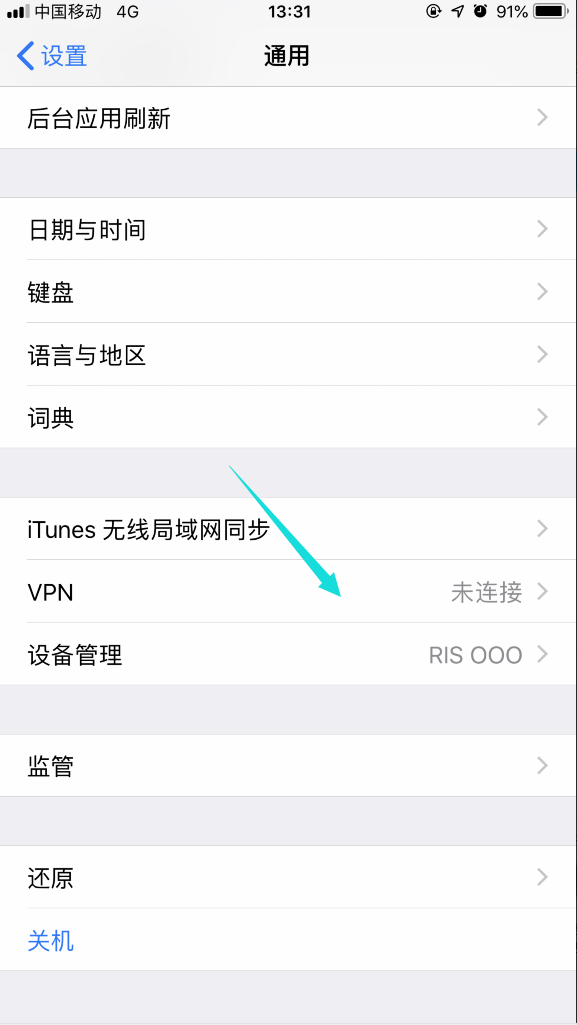 中国移动 4G 13:31 91%
设置 通用
后台应用刷新
日期与时间
键盘
语言与地区
词典
iTunes 无线局域网同步
VPN 未连接
设备管理 RIS OOO
监管
还原
关机